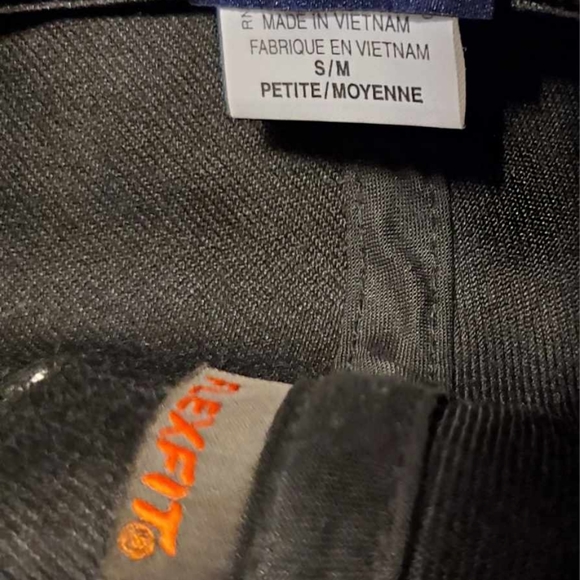 MADE IN VIETNAM
FABRIQUE EN VIETNAM
S/M
PETITE/MOYENNE
FLEXFIT®